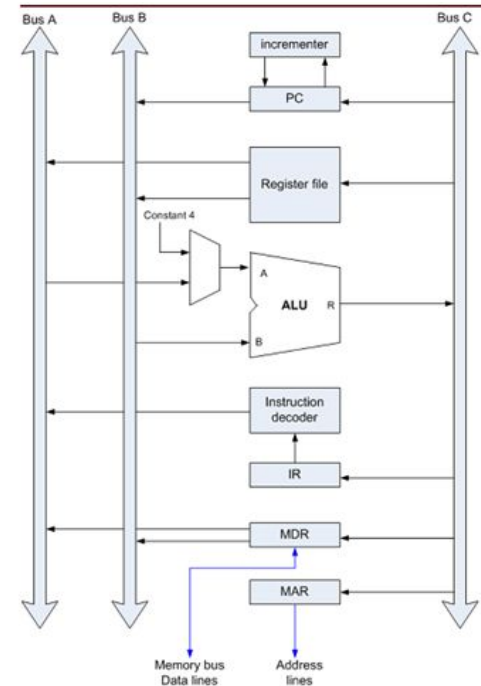 Bus A
Bus B
Bus C
incrementer
PC
Register file
Constant 4
A
ALU
R
B
Instruction
decoder
IR
MDR
MAR
Memory bus
Data lines
Address
lines